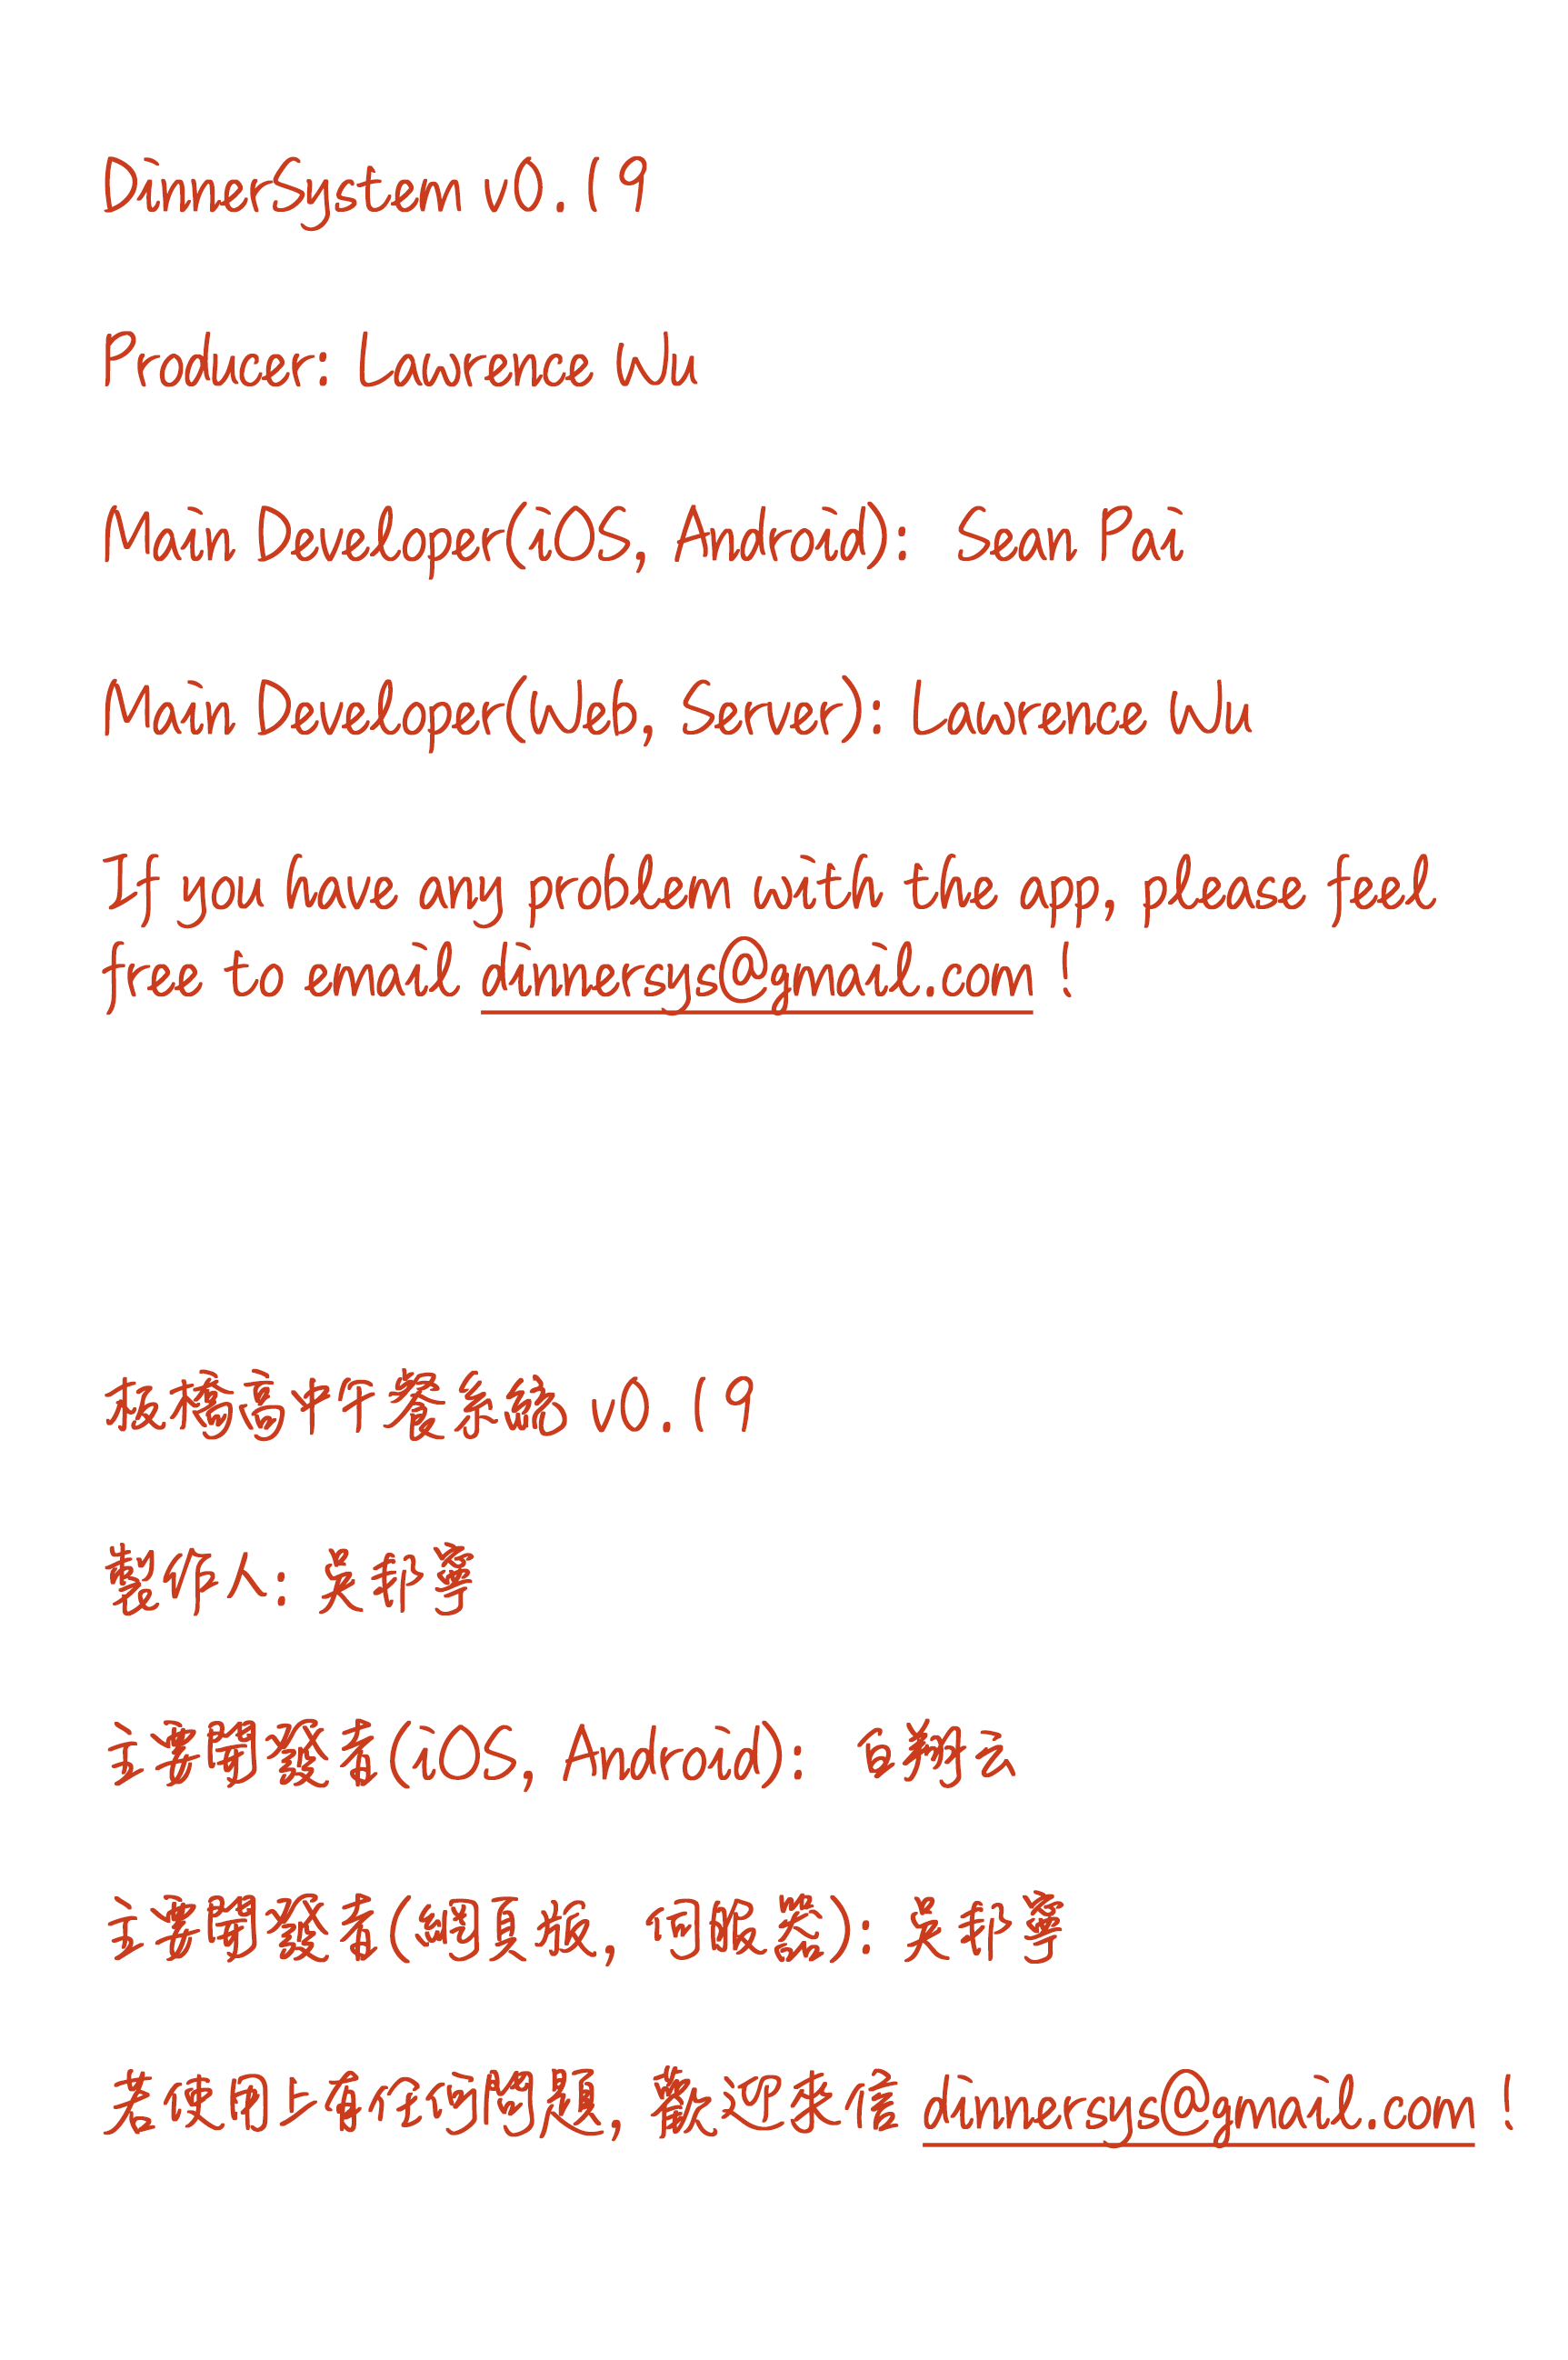 DinnerSystem v0.19
Producer: Lawrence Wu
Main Developer(iOS, Android):  Sean Pai
Main Developer(Web, Server): Lawrence Wu
If you have any problem with the app, please feel
free to email dinnersys@gmail.com !
板橋高中午餐系統 v0.19
製作人: 吳邦寧
主要開發者(iOS, Android):  白翔云
主要開發者(網頁版, 伺服器): 吳邦寧
若使用上有任何問題, 歡迎來信 dinnersys@gmail.com !